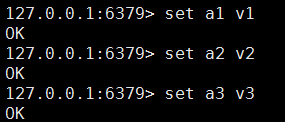 127.0.0.1:6379> set a1 v1
OK
127.0.0.1:6379> set a2 v2
OK
127.0.0.1:6379> set a3 v3
OK